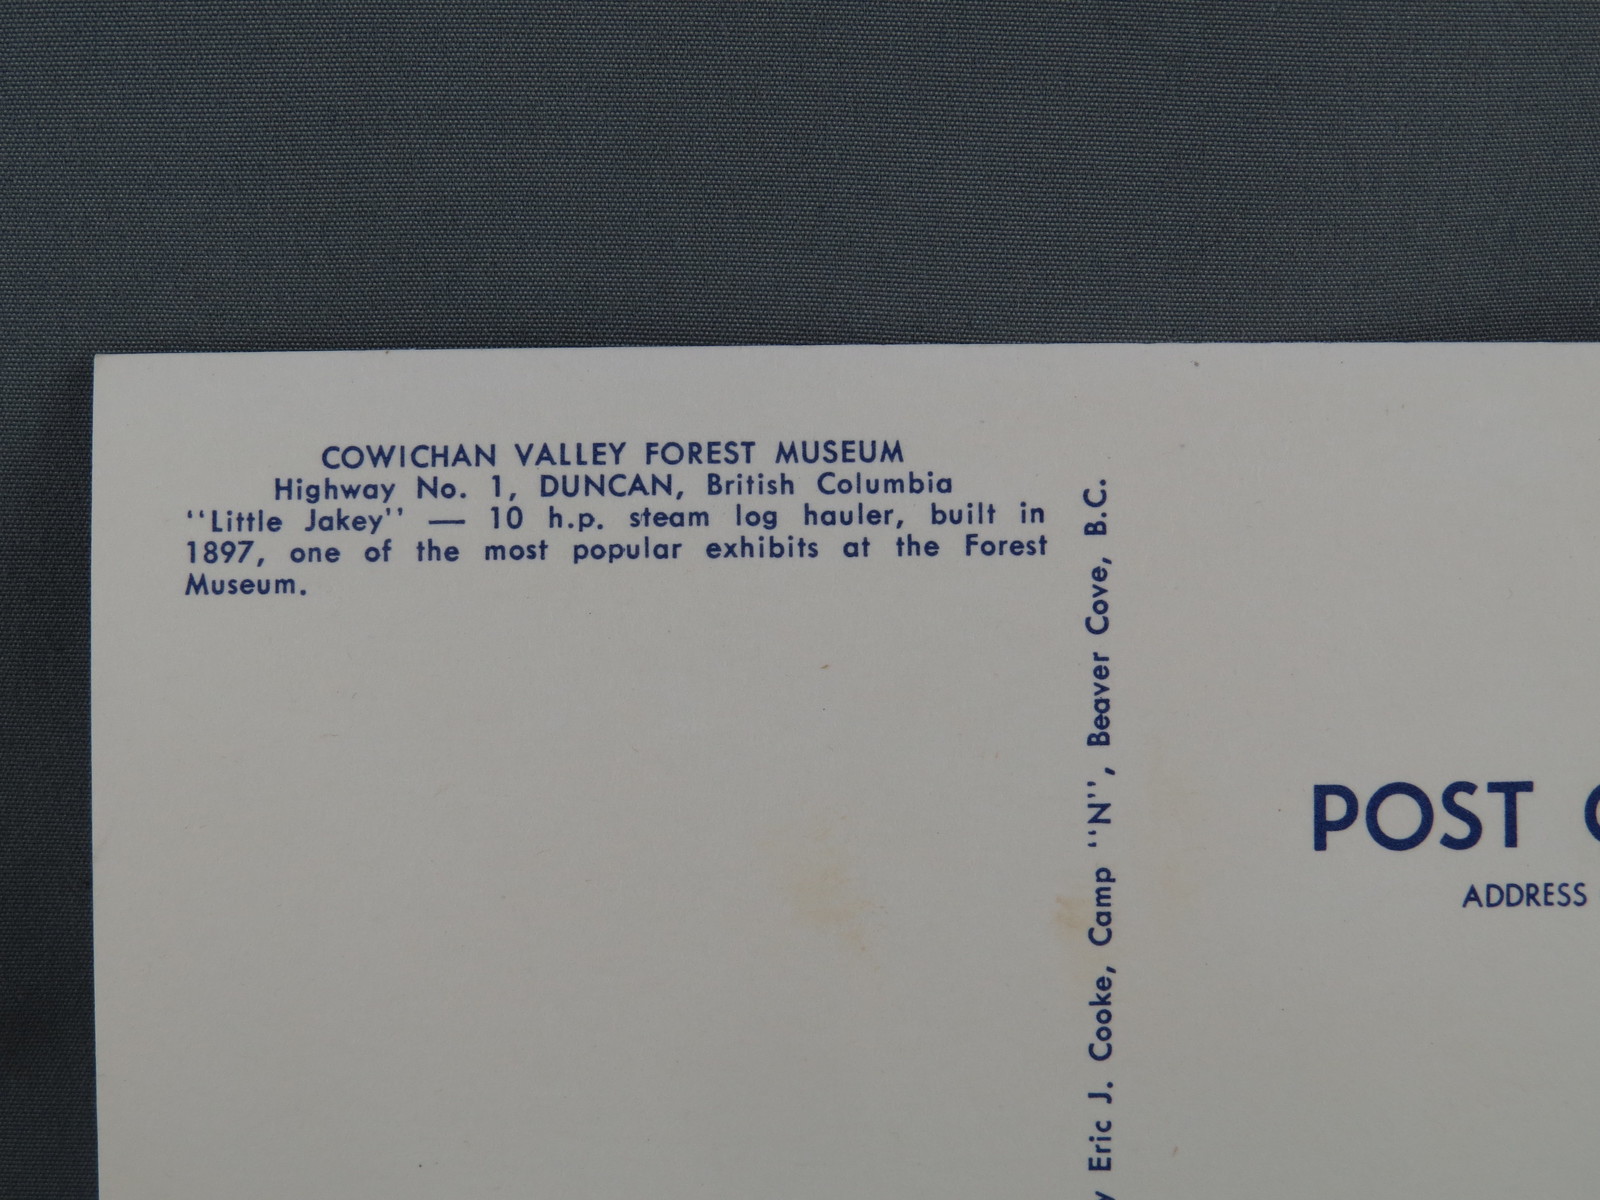 COWICHAN VALLEY FOREST MUSEUM
Highway No. 1, DUNCAN, British Columbia
"Little Jakey" — 10 h.p. steam log hauler, built in
1897, one of the most popular exhibits at the Forest
Museum.
Eric J. Cooke, Camp "N", Beaver Cove, B.C.
POST
ADDRESS